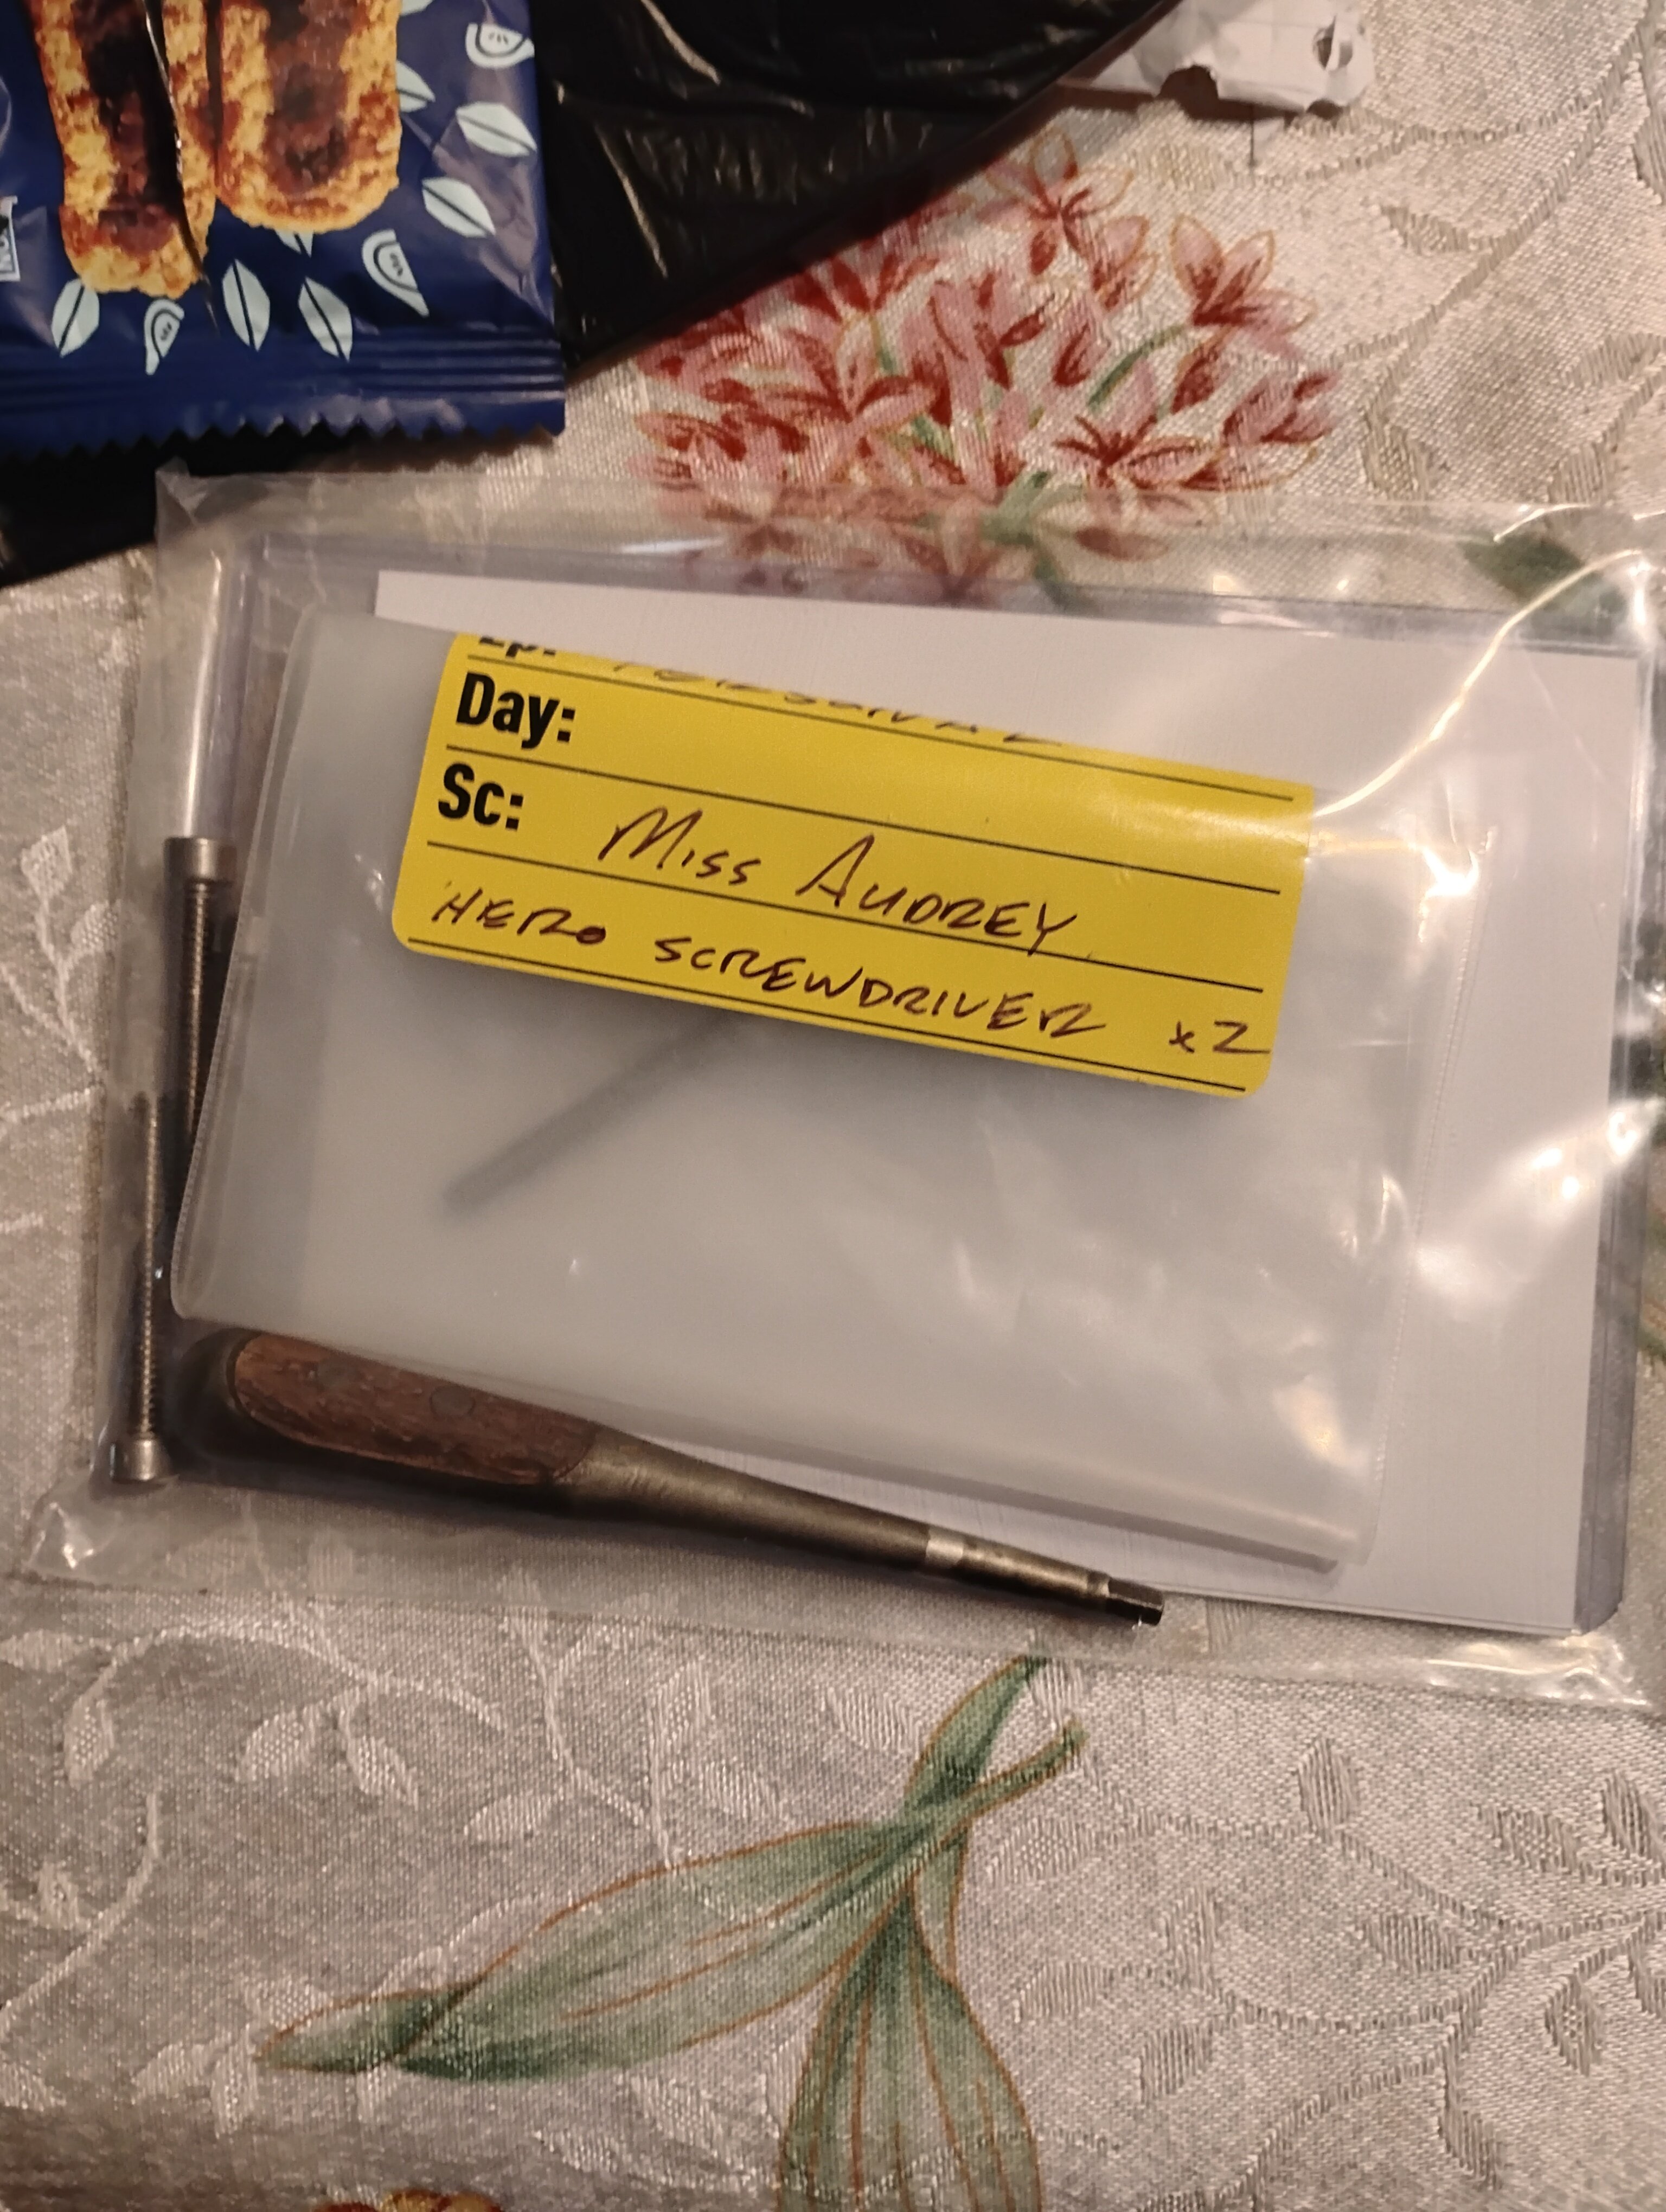 Day:
Sc: Miss Audrey
HERO SCREWDRIVER x2